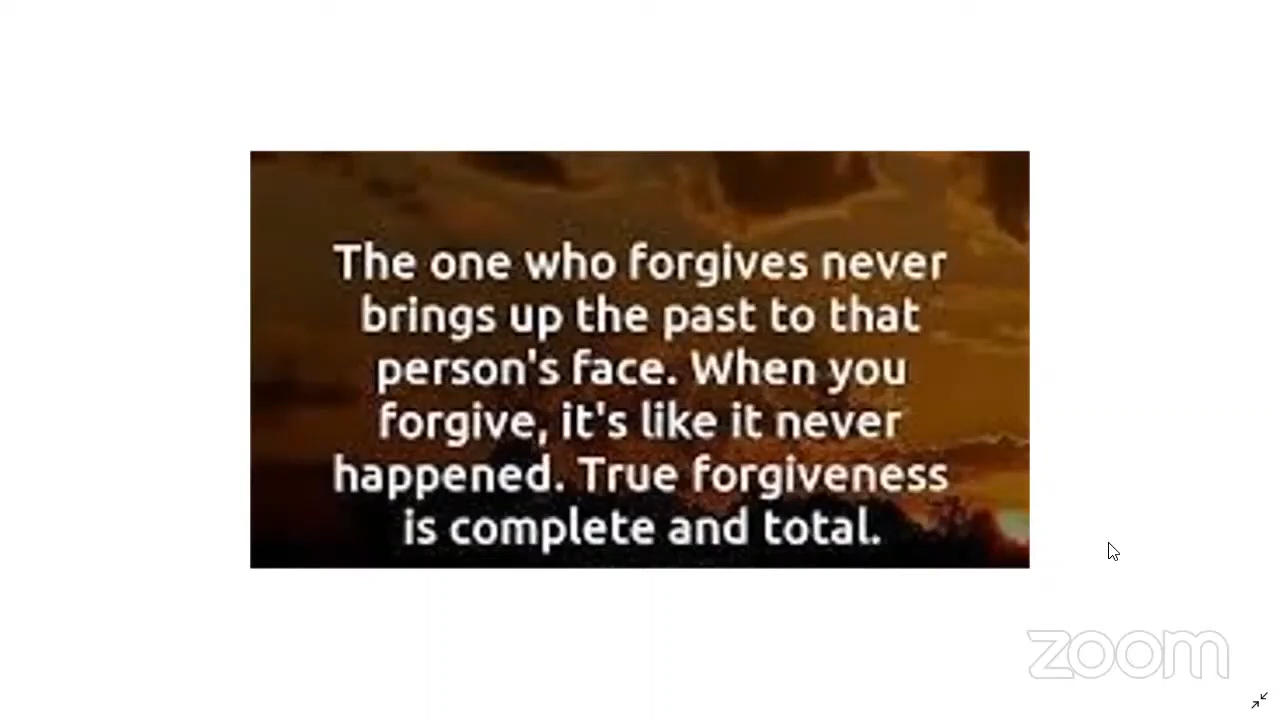 The one who forgives never
brings up the past to that
person's face. When you
forgive, it's like it never
happened. True forgiveness
is complete and total.
zoom